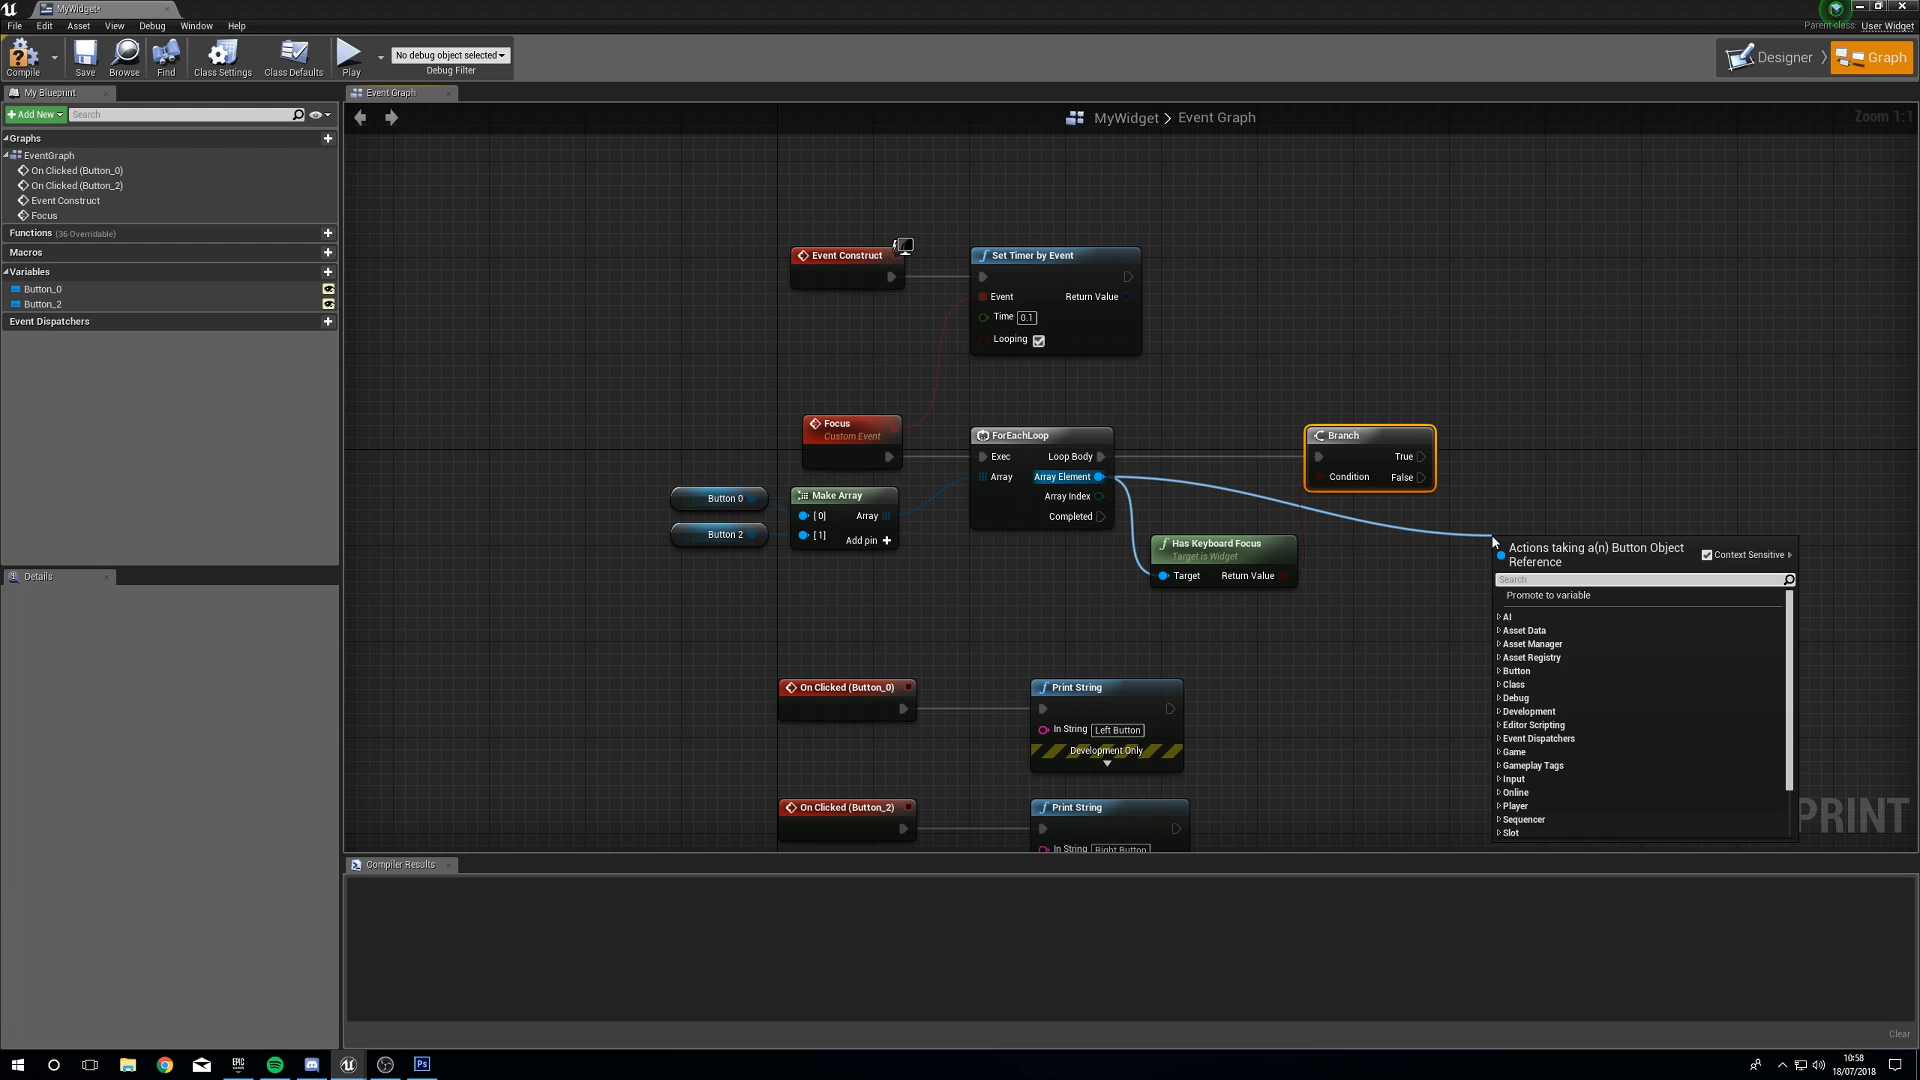 MyWidget*
File Edit Asset View Debug Window Help
Parent class: User Widget
Compile Save Browse Find Class Settings Class Defaults Play
No debug object selected
Debug Filter
Designer Graph
My Blueprint
Event Graph
Add New Search
MyWidget > Event Graph
Zoom 1:1
Graphs
EventGraph
On Clicked (Button_0)
On Clicked (Button_2)
Event Construct
Focus
Functions (36 Overridable)
Macros
Variables
Button_0
Button_2
Event Dispatchers
Details
Event Construct
Set Timer by Event
Event Return Value
Time 0.1
Looping
Focus
Custom Event
ForEachLoop
Exec Loop Body
Array Array Element
Array Index
Completed
Branch
True
Condition False
Button 0
Button 2
Make Array
[0] Array
[1]
Add pin
Has Keyboard Focus
Target is Widget
Target Return Value
Actions taking a(n) Button Object
Reference
Context Sensitive
Search
Promote to variable
AI
Asset Data
Asset Manager
Asset Registry
Button
Class
Debug
Development
Editor Scripting
Event Dispatchers
Game
Gameplay Tags
Input
Online
Player
Sequencer
Slot
On Clicked (Button_0)
Print String
In String Left Button
Development Only
On Clicked (Button_2)
Print String
In String Right Button
PRINT
Compiler Results
Clear
EPIC
GAMES
Ps
10:58
18/07/2018